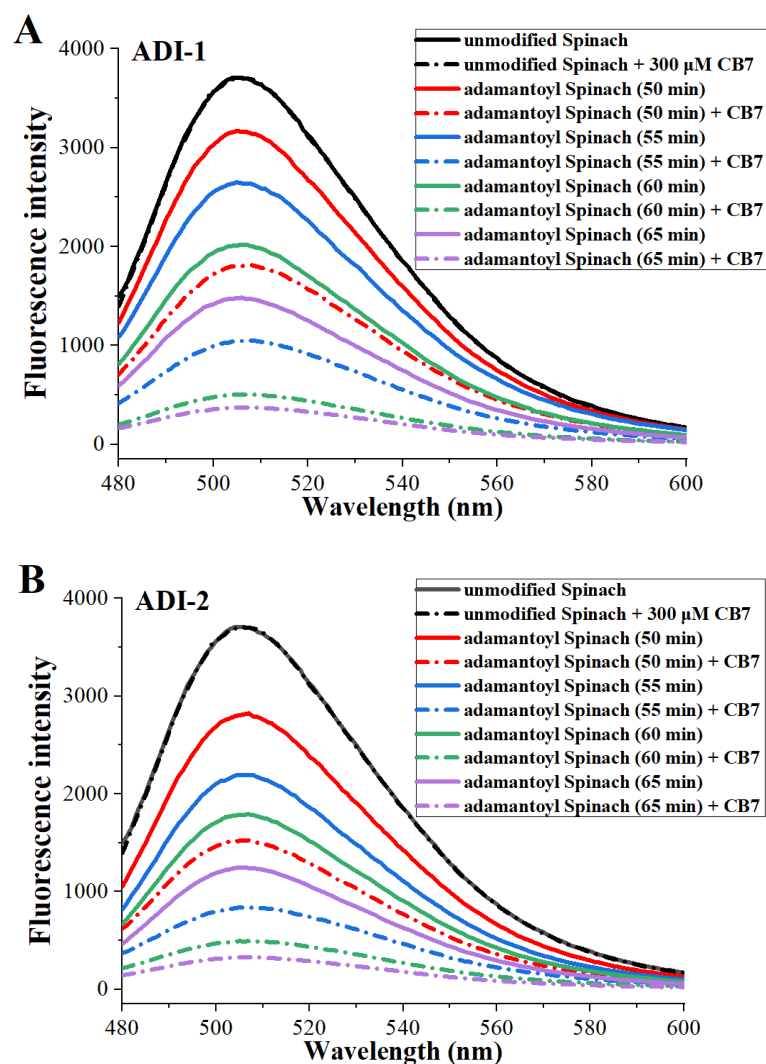 A
ADI-1
unmodified Spinach
unmodified Spinach + 300 μM CB7
adamantoyl Spinach (50 min)
adamantoyl Spinach (50 min) + CB7
adamantoyl Spinach (55 min)
adamantoyl Spinach (55 min) + CB7
adamantoyl Spinach (60 min)
adamantoyl Spinach (60 min) + CB7
adamantoyl Spinach (65 min)
adamantoyl Spinach (65 min) + CB7
Fluorescence intensity
4000
3000
2000
1000
0
480 500 520 540 560 580 600
Wavelength (nm)
B
ADI-2
unmodified Spinach
unmodified Spinach + 300 μM CB7
adamantoyl Spinach (50 min)
adamantoyl Spinach (50 min) + CB7
adamantoyl Spinach (55 min)
adamantoyl Spinach (55 min) + CB7
adamantoyl Spinach (60 min)
adamantoyl Spinach (60 min) + CB7
adamantoyl Spinach (65 min)
adamantoyl Spinach (65 min) + CB7
Fluorescence intensity
4000
3000
2000
1000
0
480 500 520 540 560 580 600
Wavelength (nm)